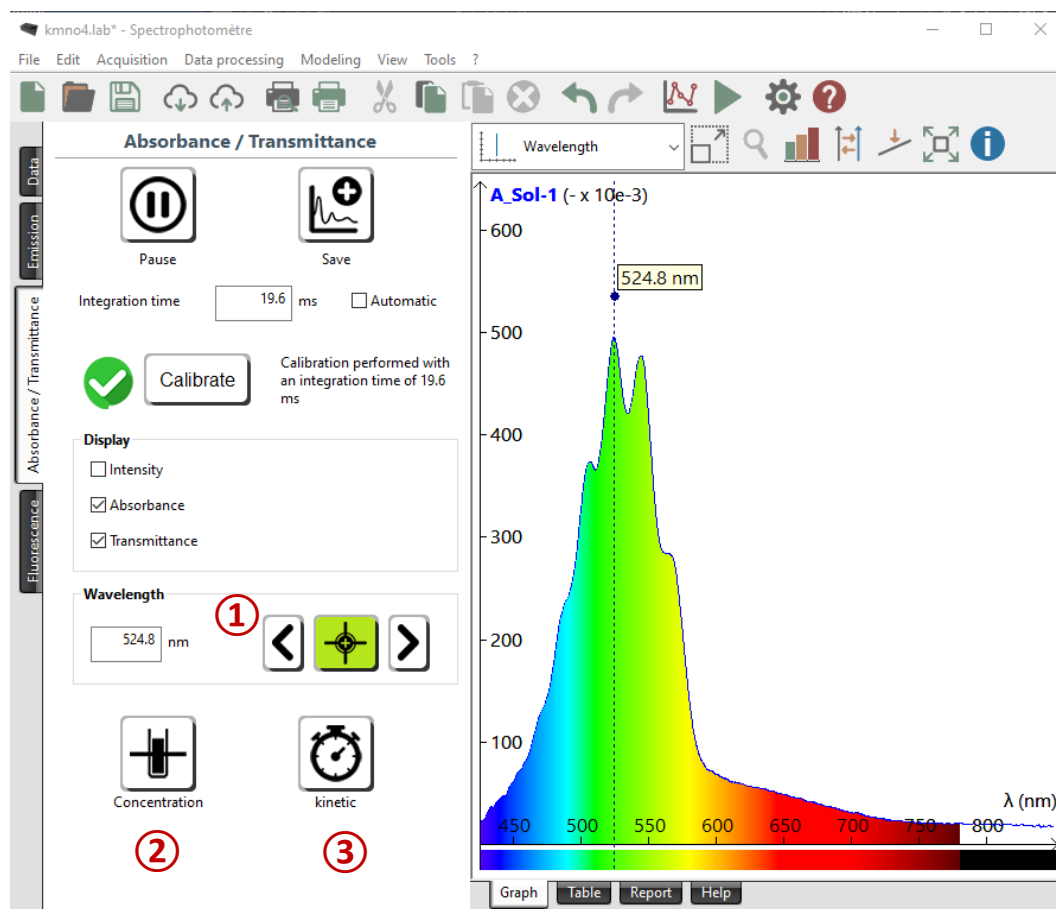 kmno4.lab* - Spectrophotomètre
File Edit Acquisition Data processing Modeling View Tools ?
Data
Emission
Absorbance / Transmittance
Fluorescence
Absorbance / Transmittance
Pause Save
Integration time 19.6 ms Automatic
Calibrate
Calibration performed with
an integration time of 19.6
ms
Display
Intensity
Absorbance
Transmittance
Wavelength
1
524.8 nm
Concentration kinetic
2 3
Wavelength
A_Sol-1 (- x 10e-3)
600
524.8 nm
500
400
300
200
100
λ (nm)
450 500 550 600 650 700 750 800
Graph Table Report Help